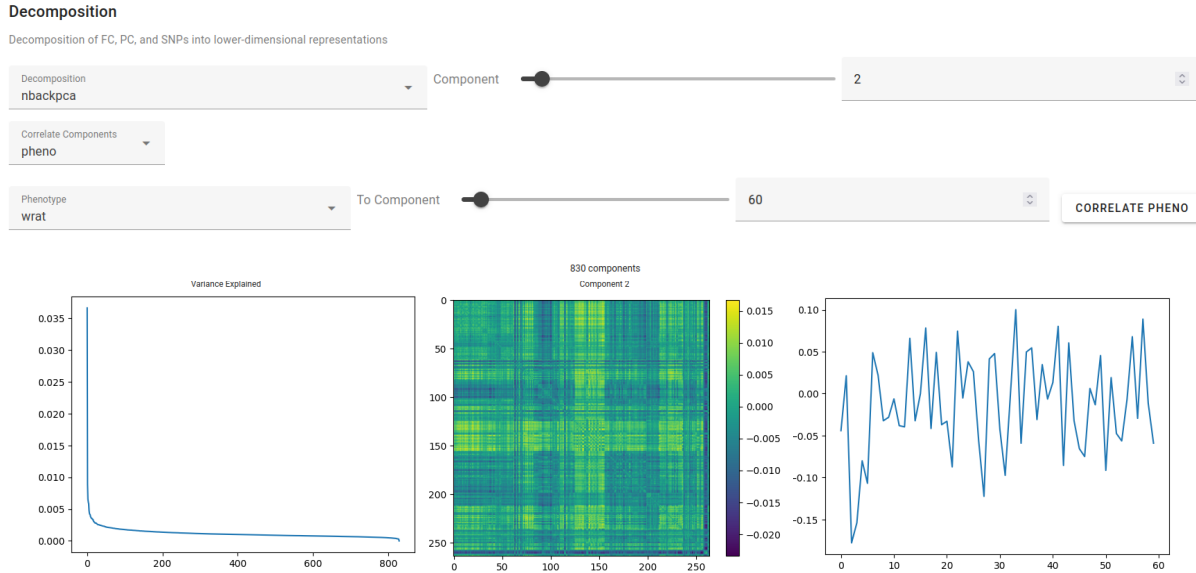 Decomposition
Decomposition of FC, PC, and SNPs into lower-dimensional representations
Decomposition
nbackpca
Component
2
Correlate Components
pheno
Phenotype
wrat
To Component
60
CORRELATE PHENO
Variance Explained
0.035
0.030
0.025
0.020
0.015
0.010
0.005
0.000
0 200 400 600 800
830 components
Component 2
0
50
100
150
200
250
0 50 100 150 200 250
0.015
0.010
0.005
0.000
−0.005
−0.010
−0.015
−0.020
0.10
0.05
0.00
−0.05
−0.10
−0.15
0 10 20 30 40 50 60